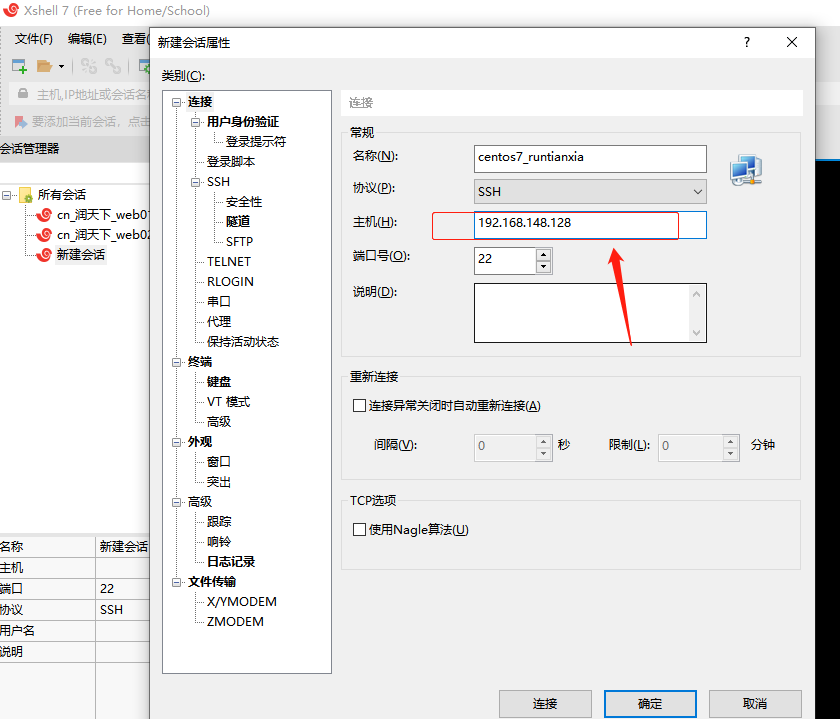 Xshell 7 (Free for Home/School)
文件(F) 编辑(E) 查看(
新建会话属性
类别(C):
主机,IP地址或会话名称
要添加当前会话，点击
会话管理器
所有会话
cn_润天下_web01
cn_润天下_web02
新建会话
连接
用户身份验证
登录提示符
登录脚本
SSH
安全性
隧道
SFTP
TELNET
RLOGIN
串口
代理
保持活动状态
终端
键盘
VT 模式
高级
外观
窗口
突出
高级
跟踪
响铃
日志记录
文件传输
X/YMODEM
ZMODEM
连接
常规
名称(N): centos7_runtianxia
协议(P): SSH
主机(H): 192.168.148.128
端口号(O): 22
说明(D):
重新连接
连接异常关闭时自动重新连接(A)
间隔(V): 0 秒 限制(L): 0 分钟
TCP选项
使用Nagle算法(U)
名称 新建会话
主机
端口 22
协议 SSH
用户名
说明
连接 确定 取消